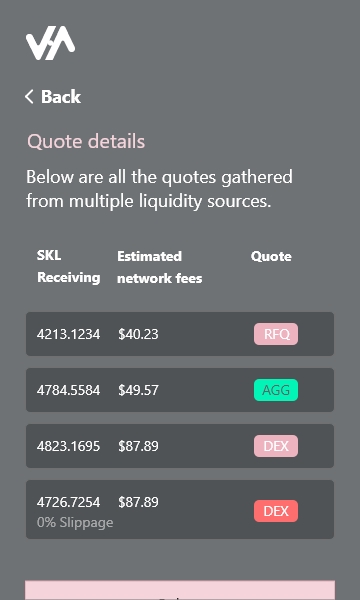 Back
Quote details
Below are all the quotes gathered
from multiple liquidity sources.
SKL Receiving Estimated network fees Quote
4213.1234 $40.23 RFQ
4784.5584 $49.57 AGG
4823.1695 $87.89 DEX
4726.7254 $87.89 DEX
0% Slippage